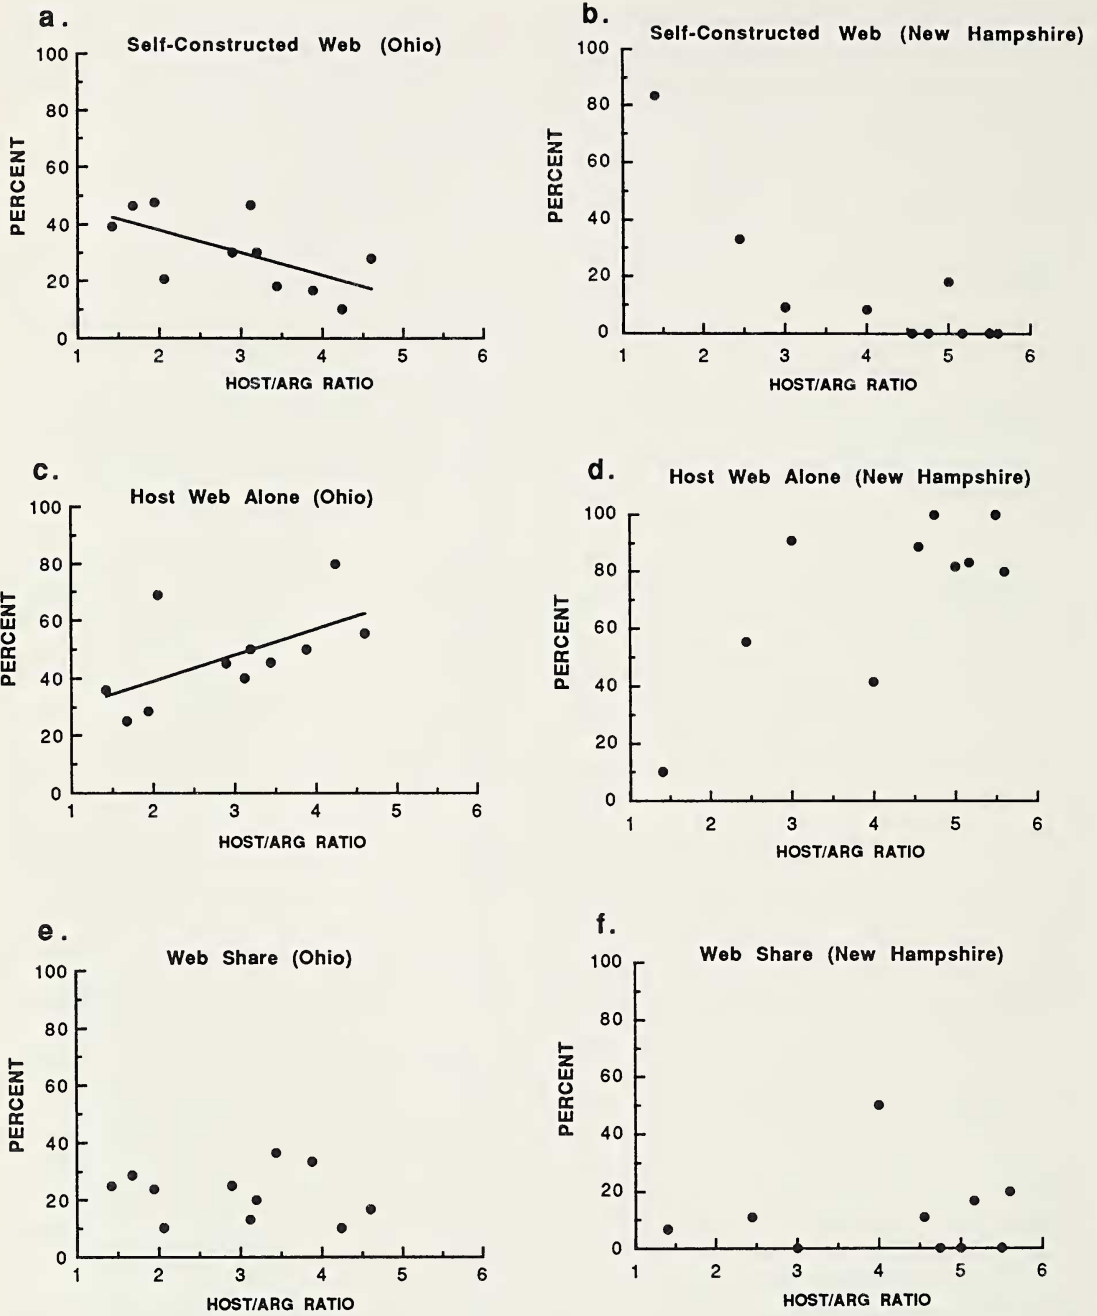 a.
Self-Constructed Web (Ohio)
100
80
60
40
20
0
PERCENT
1 2 3 4 5 6
HOST/ARG RATIO
b.
Self-Constructed Web (New Hampshire)
100
80
60
40
20
0
PERCENT
1 2 3 4 5 6
HOST/ARG RATIO
c.
Host Web Alone (Ohio)
100
80
60
40
20
0
PERCENT
1 2 3 4 5 6
HOST/ARG RATIO
d.
Host Web Alone (New Hampshire)
100
80
60
40
20
0
PERCENT
1 2 3 4 5 6
HOST/ARG RATIO
e.
Web Share (Ohio)
100
80
60
40
20
0
PERCENT
1 2 3 4 5 6
HOST/ARG RATIO
f.
Web Share (New Hampshire)
100
80
60
40
20
0
PERCENT
1 2 3 4 5 6
HOST/ARG RATIO